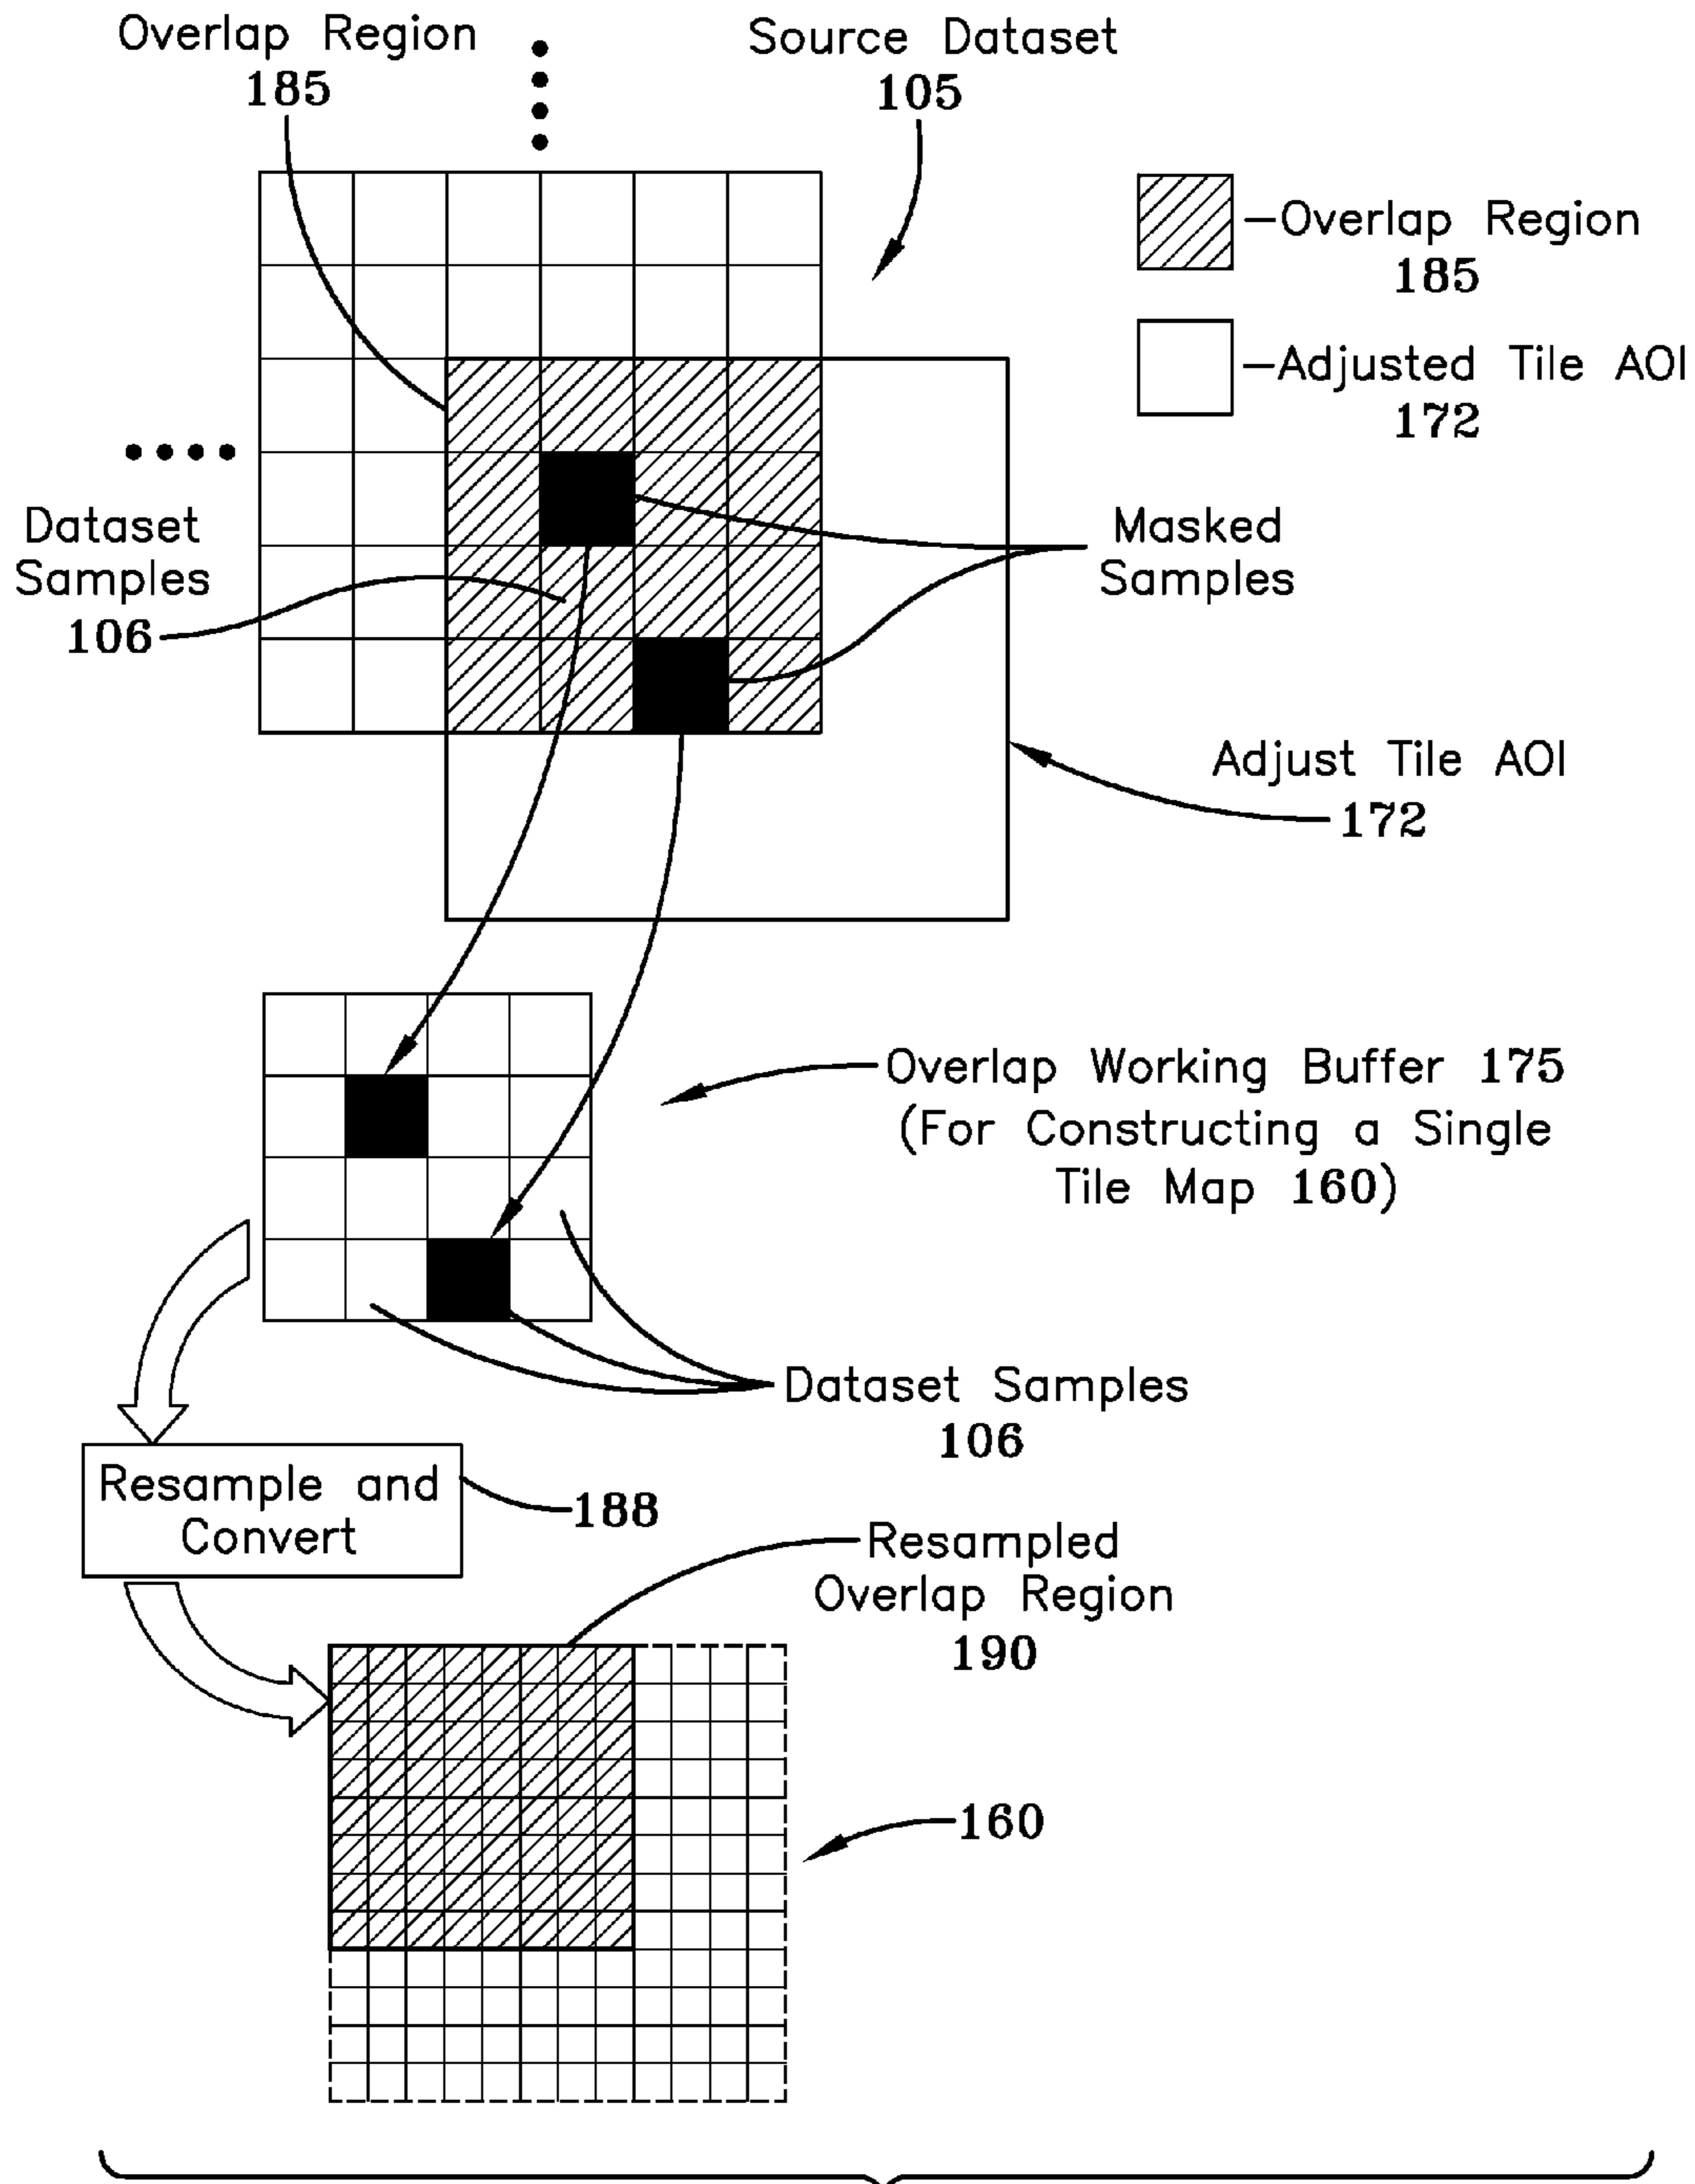 Overlap Region
185
Source Dataset
105
Overlap Region
185
Adjusted Tile AOI
172
Dataset
Samples
106
Masked
Samples
Adjust Tile AOI
172
Overlap Working Buffer 175
(For Constructing a Single
Tile Map 160)
Dataset Samples
106
Resample and
Convert
188
Resampled
Overlap Region
190
160